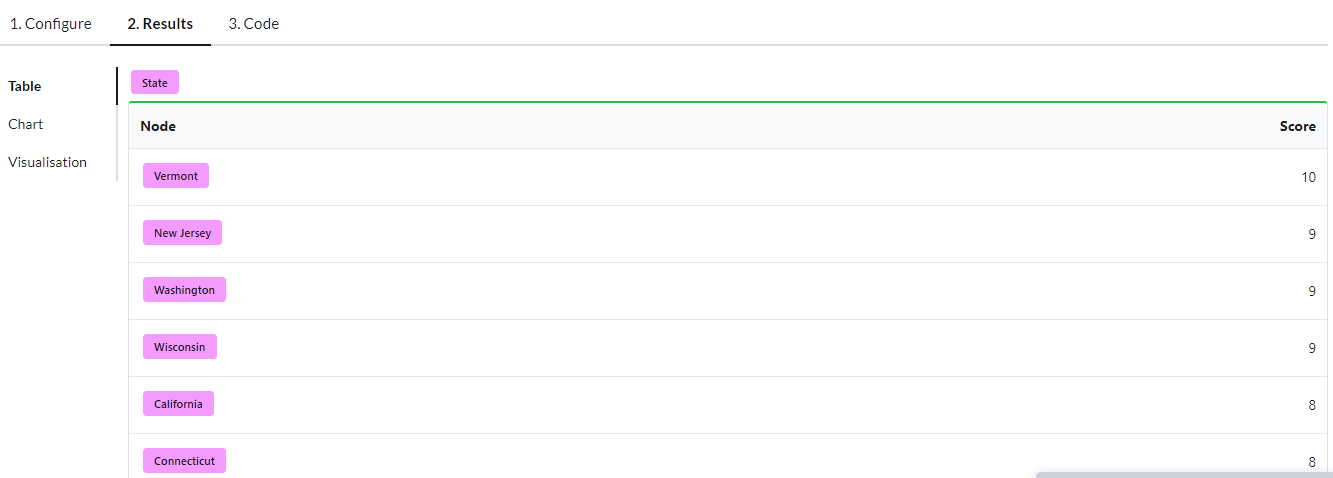 1. Configure 2. Results 3. Code
Table
Chart
Visualisation
State
Node Score
Vermont 10
New Jersey 9
Washington 9
Wisconsin 9
California 8
Connecticut 8